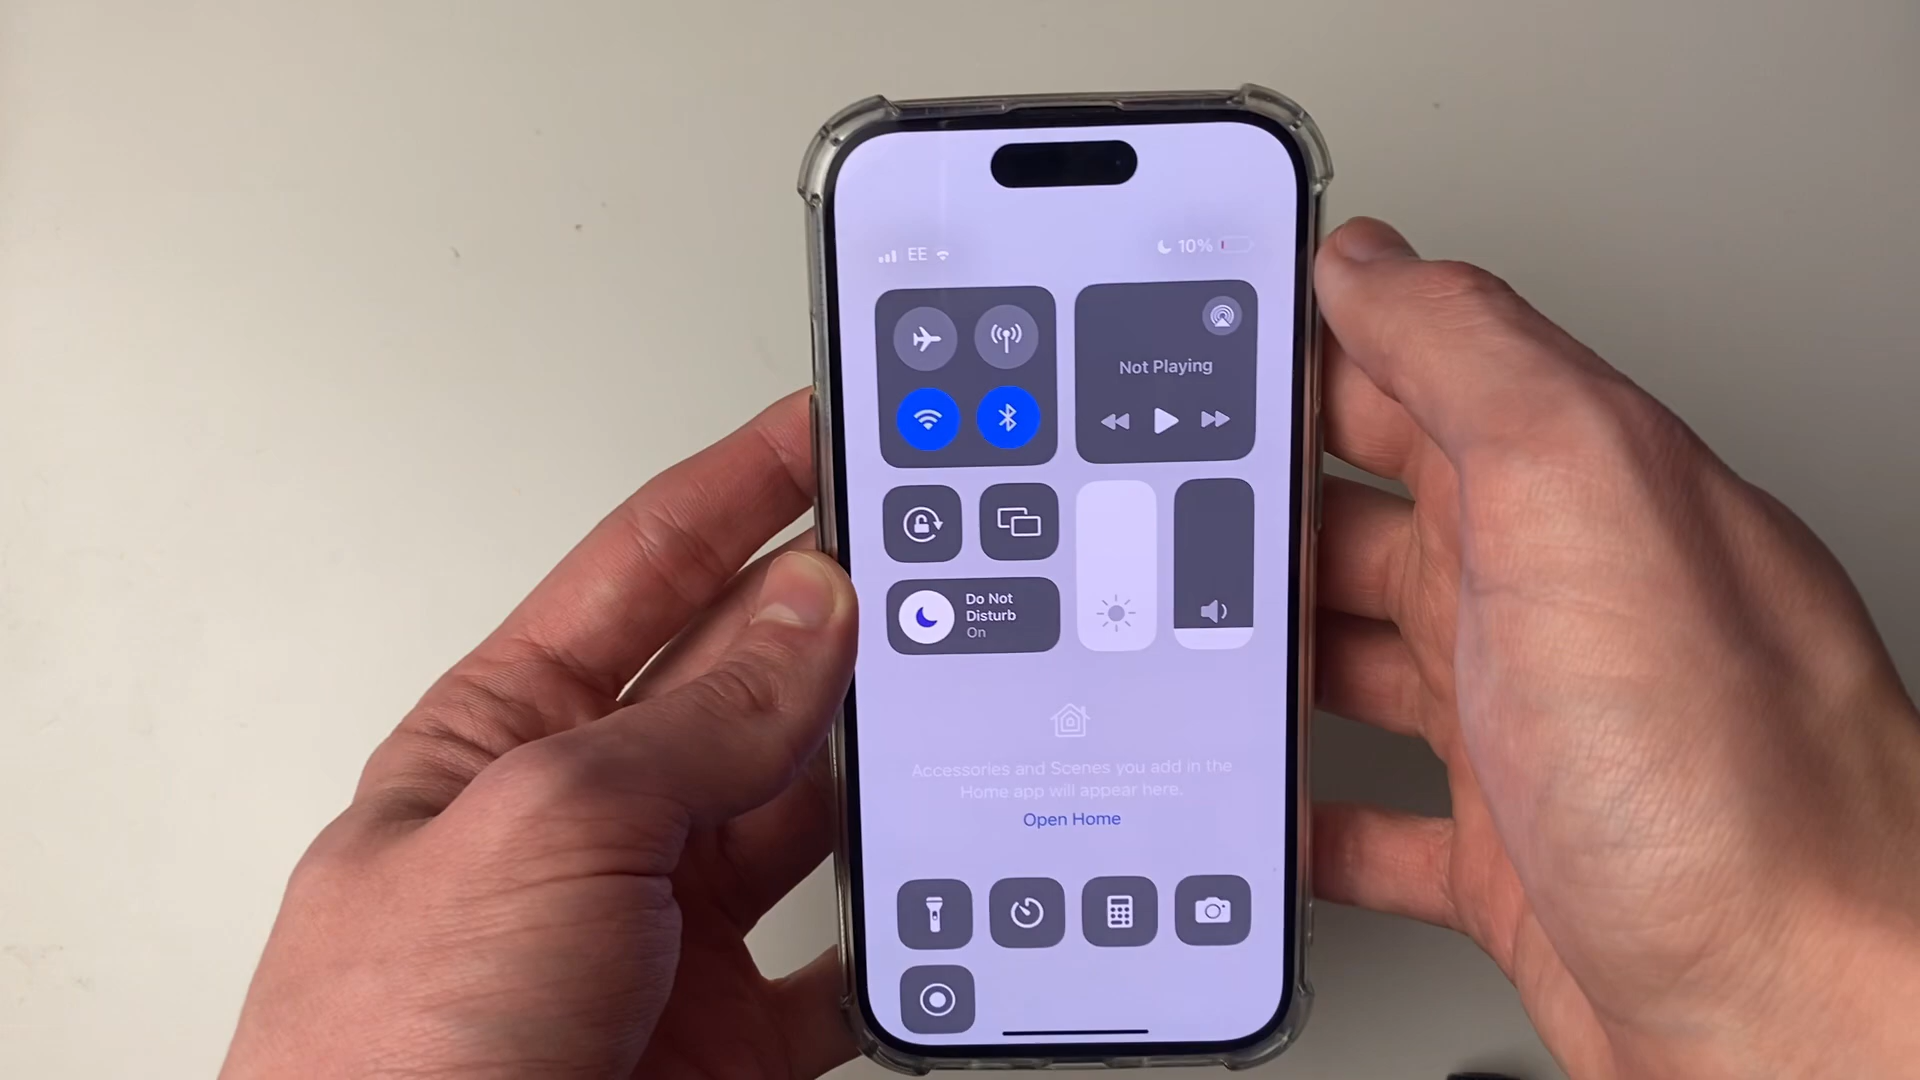 EE
10%
Not Playing
Do Not
Disturb
On
Accessories and Scenes you add in the
Home app will appear here.
Open Home